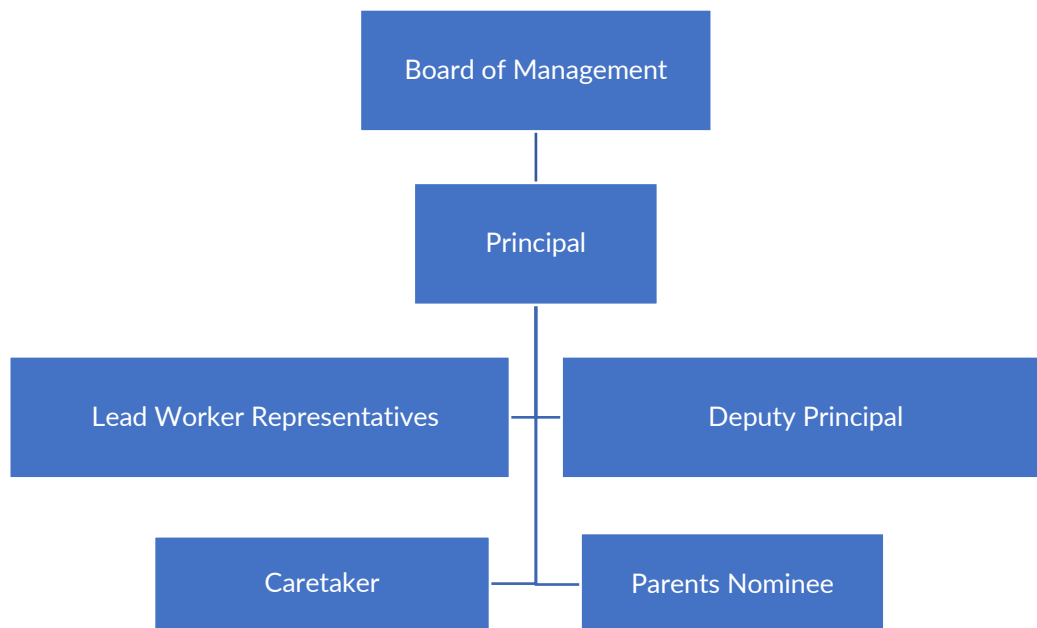 Board of Management
Principal
Lead Worker Representatives
Deputy Principal
Caretaker
Parents Nominee